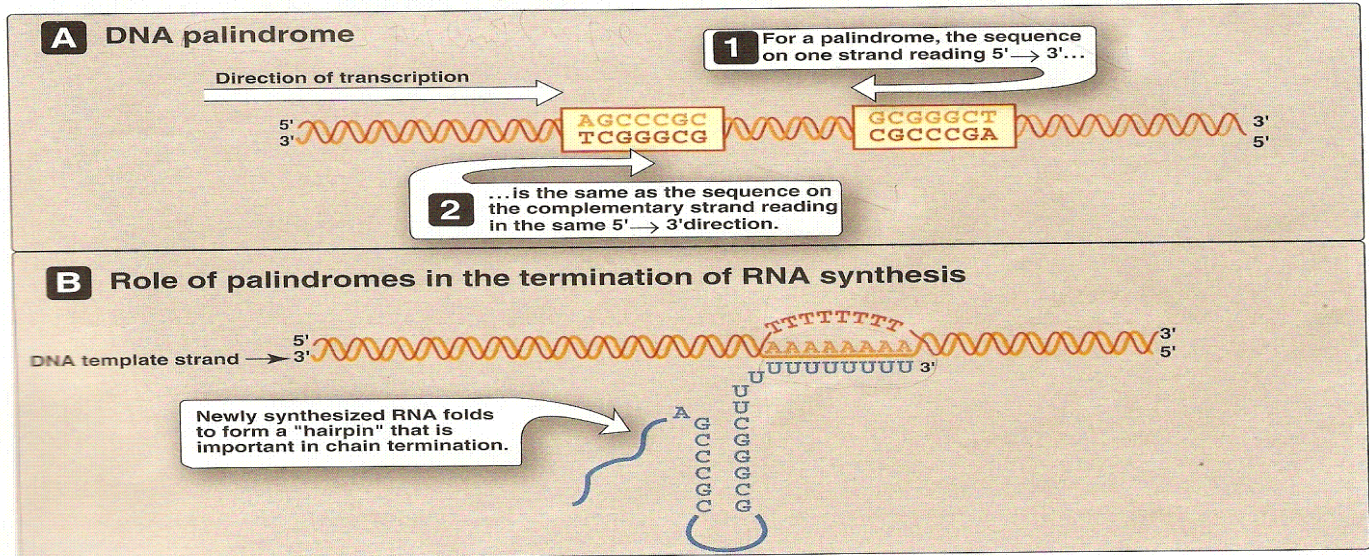 A DNA palindrome
1 For a palindrome, the sequence
on one strand reading 5'→ 3'...
Direction of transcription
5'
3'
AGCCCGC
TCGGGCG
GCGGGCT
CGCCCGA
3'
5'
2 ...is the same as the sequence on
the complementary strand reading
in the same 5'→ 3'direction.
B Role of palindromes in the termination of RNA synthesis
5'
DNA template strand → 3'
TTTTTTTT
AAAAAAAA
UUUUUUUU 3'
3'
5'
U
U
U
C
G
G
G
C
G
A
G
C
C
C
G
C
Newly synthesized RNA folds
to form a "hairpin" that is
important in chain termination.